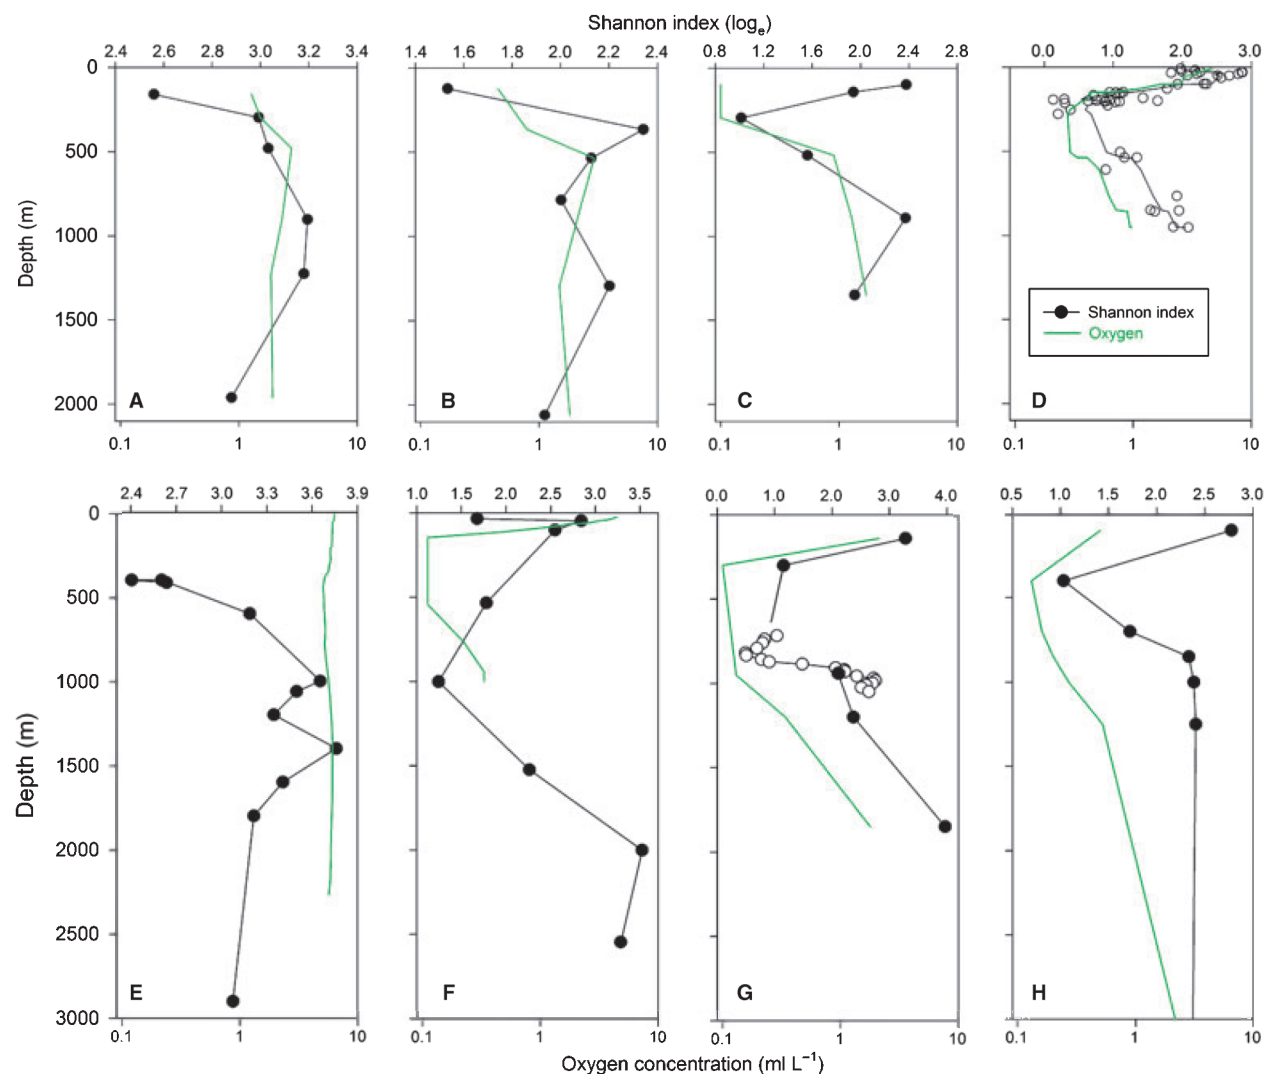 Shannon index (logₑ)
2.4 2.6 2.8 3.0 3.2 3.4
1.4 1.6 1.8 2.0 2.2 2.4
0.8 1.2 1.6 2.0 2.4 2.8
0.0 1.0 2.0 3.0
0
500
1000
1500
2000
Depth (m)
A
B
C
D
Shannon index
Oxygen
0.1 1 10
0.1 1 10
0.1 1 10
0.1 1 10
2.4 2.7 3.0 3.3 3.6 3.9
1.0 1.5 2.0 2.5 3.0 3.5
0.0 1.0 2.0 3.0 4.0
0.5 1.0 1.5 2.0 2.5 3.0
0
500
1000
1500
2000
2500
3000
Depth (m)
E
F
G
H
0.1 1 10
0.1 1 10
0.1 1 10
0.1 1 10
Oxygen concentration (ml L⁻¹)